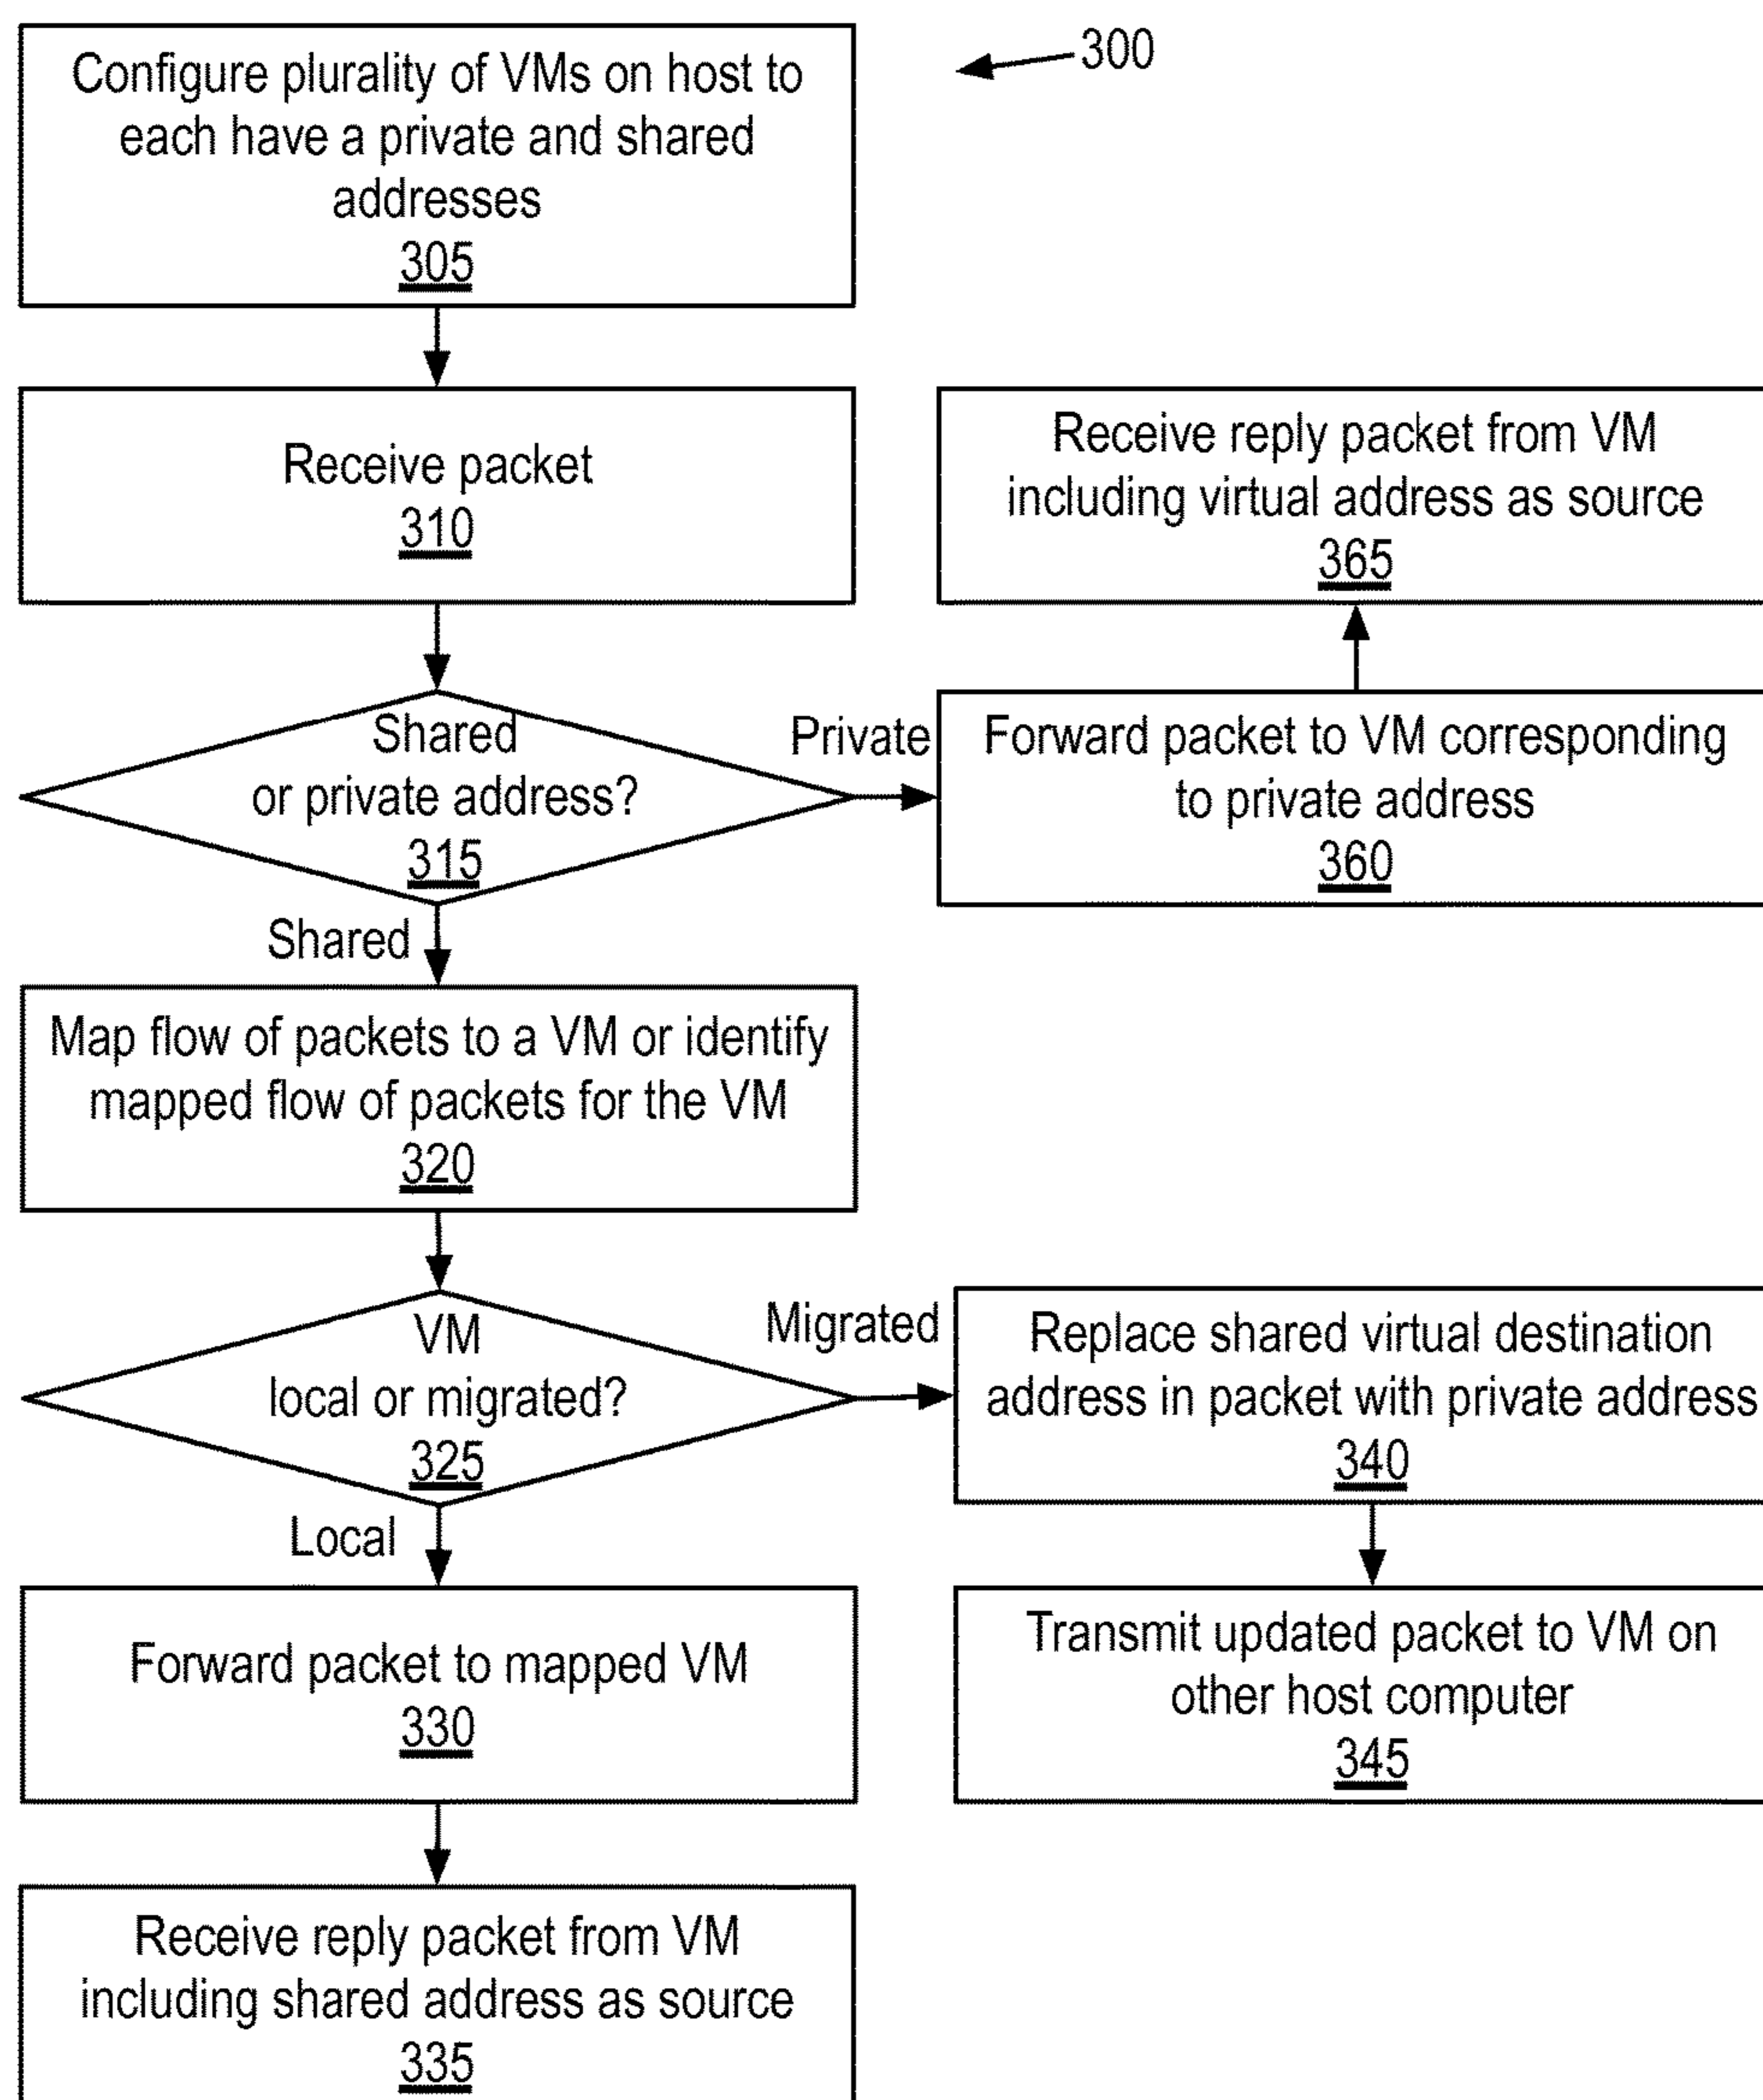 Configure plurality of VMs on host to
each have a private and shared
addresses
305
300
Receive packet
310
Receive reply packet from VM
including virtual address as source
365
Shared
or private address?
315
Private
Forward packet to VM corresponding
to private address
360
Shared
Map flow of packets to a VM or identify
mapped flow of packets for the VM
320
VM
local or migrated?
325
Migrated
Replace shared virtual destination
address in packet with private address
340
Local
Forward packet to mapped VM
330
Transmit updated packet to VM on
other host computer
345
Receive reply packet from VM
including shared address as source
335